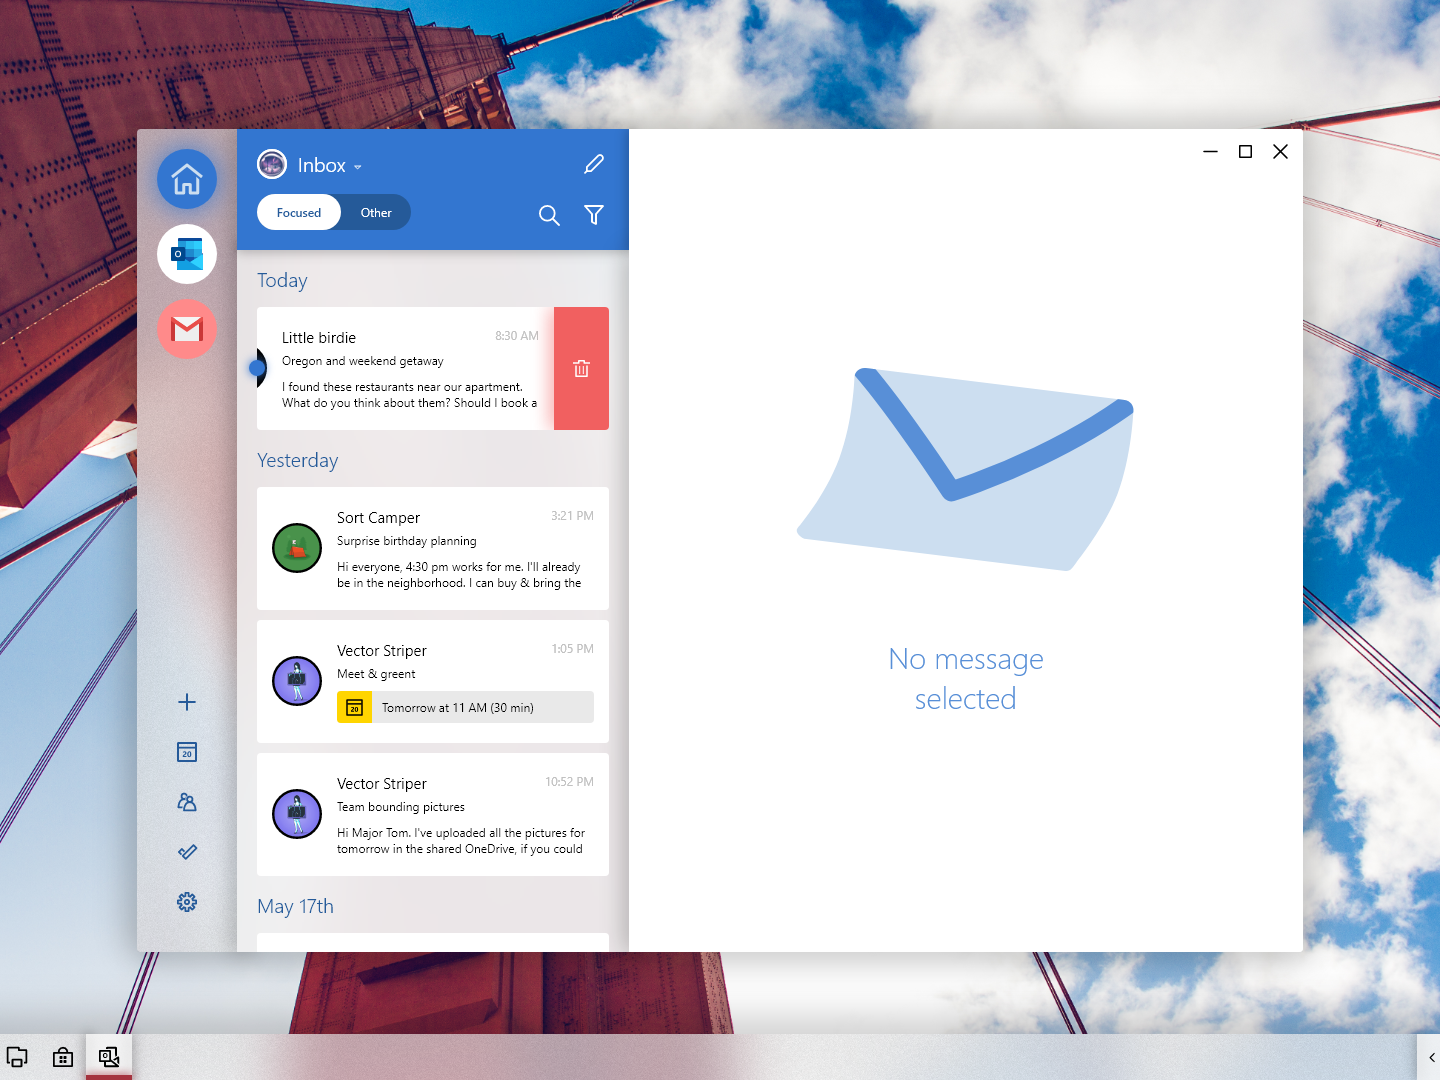 Inbox
Focused
Other
Today
Little birdie
8:30 AM
Oregon and weekend getaway
I found these restaurants near our apartment.
What do you think about them? Should I book a
Yesterday
Sort Camper
3:21 PM
Surprise birthday planning
Hi everyone, 4:30 pm works for me. I'll already
be in the neighborhood. I can buy & bring the
Vector Striper
1:05 PM
Meet & greent
20
Tomorrow at 11 AM (30 min)
Vector Striper
10:52 PM
Team bounding pictures
Hi Major Tom. I've uploaded all the pictures for
tomorrow in the shared OneDrive, if you could
May 17th
O
20
No message
selected